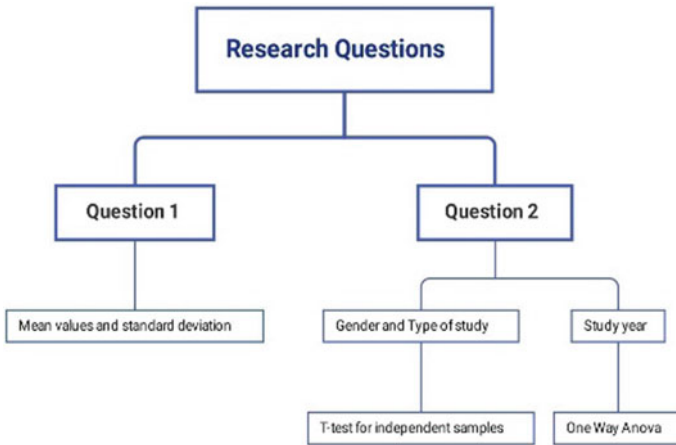 Research Questions
Question 1
Question 2
Mean values and standard deviation
Gender and Type of study
Study year
T-test for independent samples
One Way Anova